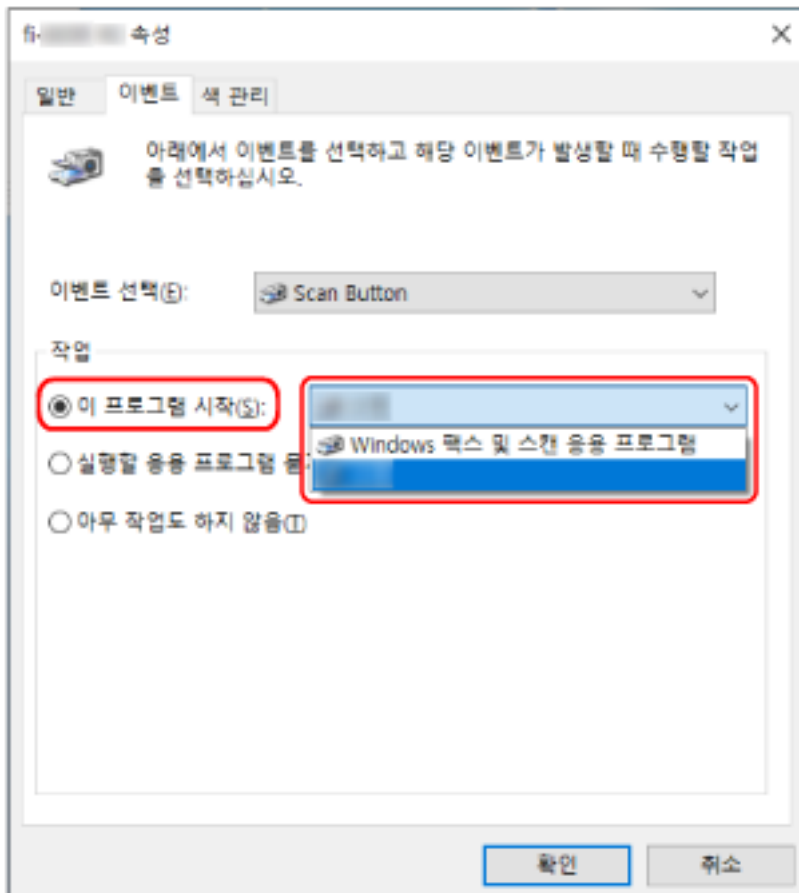 fi- 속성
일반 이벤트 색 관리
아래에서 이벤트를 선택하고 해당 이벤트가 발생할 때 수행할 작업
을 선택하십시오.
이벤트 선택(E):
Scan Button
작업
이 프로그램 시작(S):
Windows 팩스 및 스캔 응용 프로그램
실행할 응용 프로그램
아무 작업도 하지 않음(T)
확인 취소